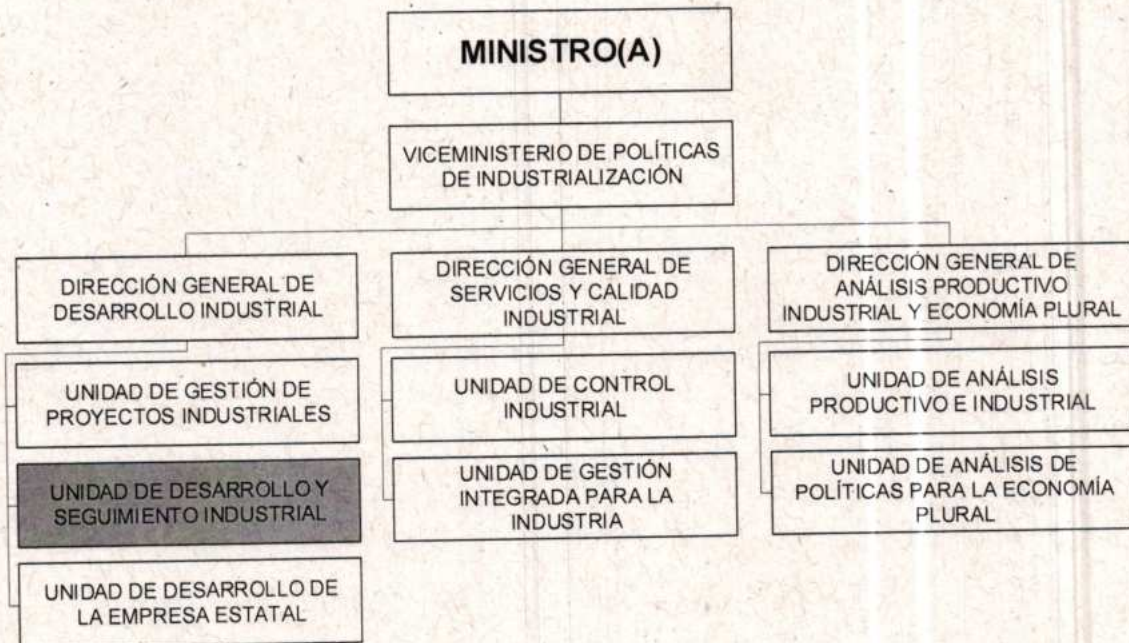 MINISTRO(A)
VICEMINISTERIO DE POLÍTICAS
DE INDUSTRIALIZACIÓN
DIRECCIÓN GENERAL DE
DESARROLLO INDUSTRIAL
DIRECCIÓN GENERAL DE
SERVICIOS Y CALIDAD
INDUSTRIAL
DIRECCIÓN GENERAL DE
ANÁLISIS PRODUCTIVO
INDUSTRIAL Y ECONOMÍA PLURAL
UNIDAD DE GESTIÓN DE
PROYECTOS INDUSTRIALES
UNIDAD DE CONTROL
INDUSTRIAL
UNIDAD DE ANÁLISIS
PRODUCTIVO E INDUSTRIAL
UNIDAD DE DESARROLLO Y
SEGUIMIENTO INDUSTRIAL
UNIDAD DE GESTIÓN
INTEGRADA PARA LA
INDUSTRIA
UNIDAD DE ANÁLISIS DE
POLÍTICAS PARA LA ECONOMÍA
PLURAL
UNIDAD DE DESARROLLO DE
LA EMPRESA ESTATAL